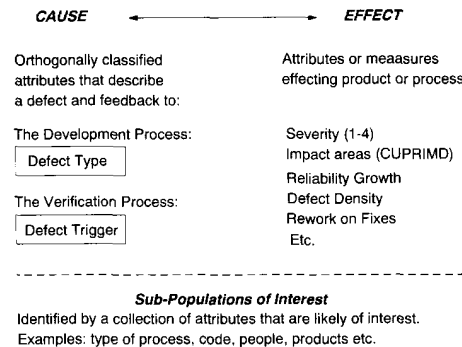 CAUSE
EFFECT
Orthogonally classified
attributes that describe
a defect and feedback to:
Attributes or meaasures
effecting product or process
The Development Process:
Defect Type
The Verification Process:
Defect Trigger
Severity (1-4)
Impact areas (CUPRIMD)
Reliability Growth
Defect Density
Rework on Fixes
Etc.
Sub-Populations of Interest
Identified by a collection of attributes that are likely of interest.
Examples: type of process, code, people, products etc.